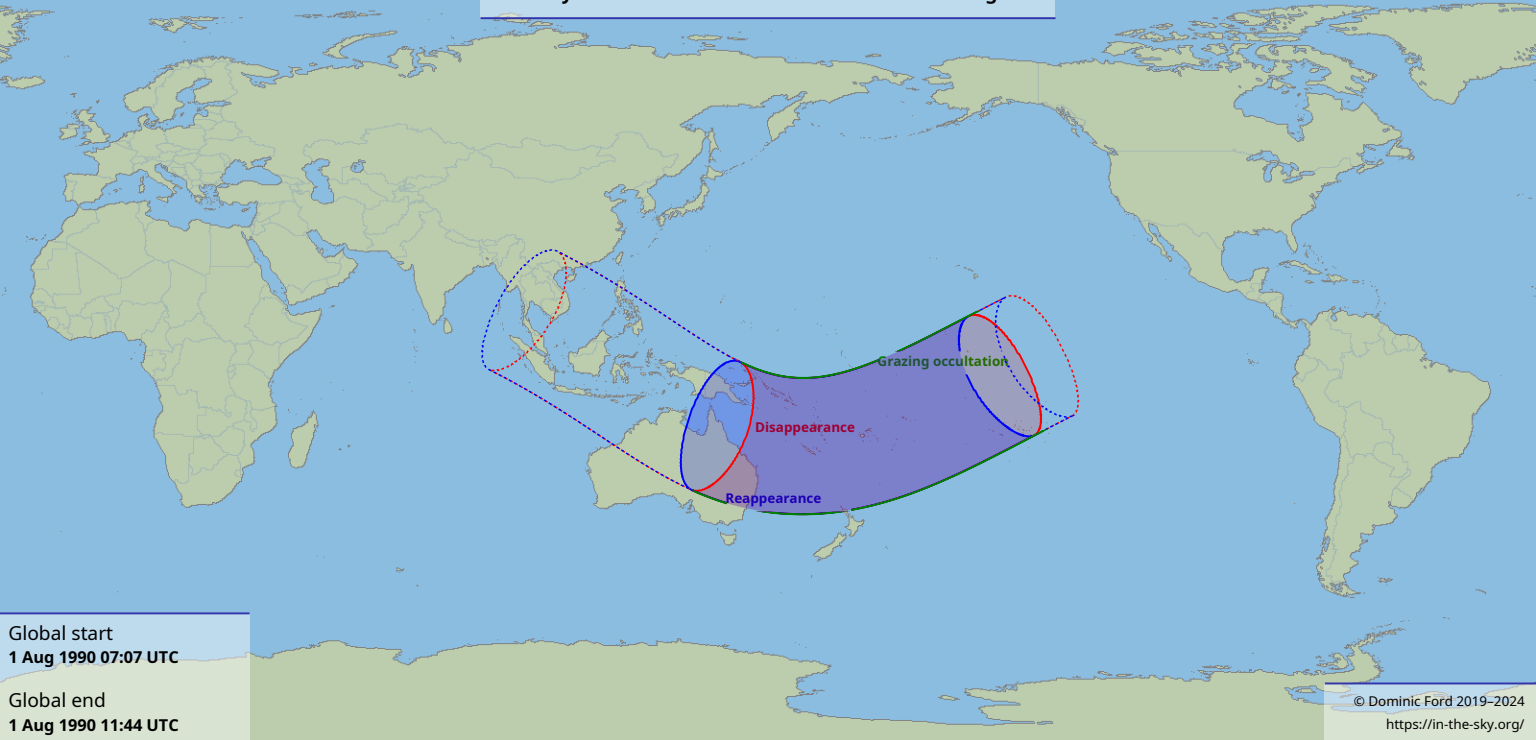 Grazing occultation
Disappearance
Reappearance
Global start
1 Aug 1990 07:07 UTC
Global end
1 Aug 1990 11:44 UTC
© Dominic Ford 2019–2024
https://in-the-sky.org/